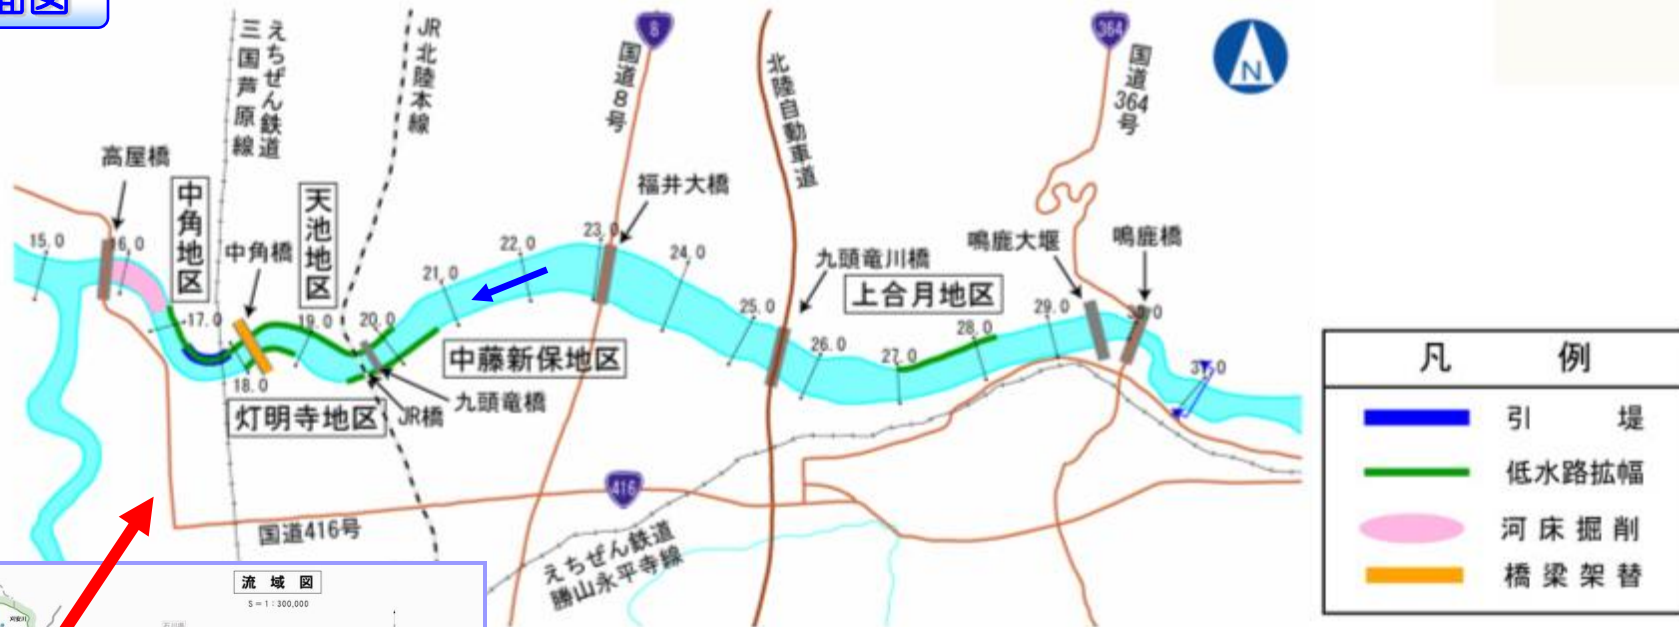 面図
えちぜん鉄道
三国芦原線
JR北陸本線
8
国道8号
北陸自動車道
364
国道364号
N
高屋橋
中角地区
中角橋
天池地区
福井大橋
九頭竜川橋
鳴鹿大堰
鳴鹿橋
上合月地区
15.0
16.0
17.0
18.0
19.0
20.0
21.0
22.0
23.0
24.0
25.0
26.0
27.0
28.0
29.0
30.0
31.0
中藤新保地区
灯明寺地区
JR橋
九頭竜橋
416
国道416号
えちぜん鉄道
勝山永平寺線
凡 例
引 堤
低水路拡幅
河床掘削
橋梁架替
流域図
S=1:300,000